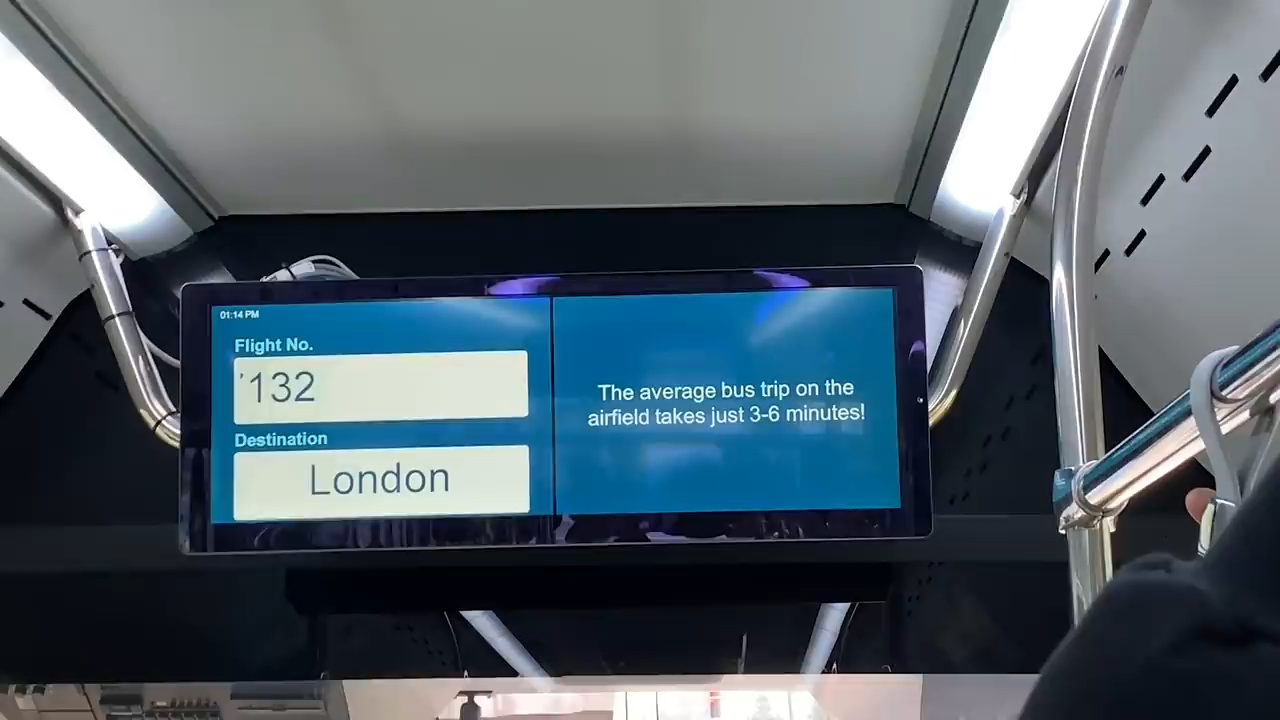 01:14 PM
Flight No.
'132
Destination
London
The average bus trip on the
airfield takes just 3-6 minutes!